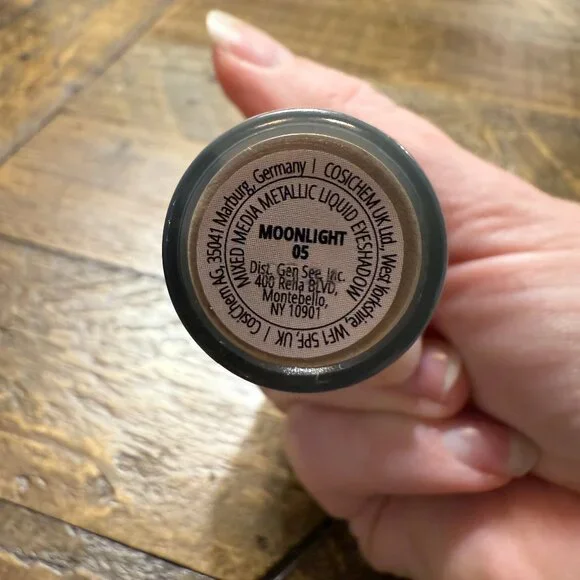 CosiChem AG, 35041 Marburg, Germany | COSICHEM UK Ltd., West Yorkshire, WF1 5PF, UK |
MIXED MEDIA METALLIC LIQUID EYESHADOW
MOONLIGHT
05
Dist. Gen See, Inc.
400 Rella BLVD,
Montebello,
NY 10901